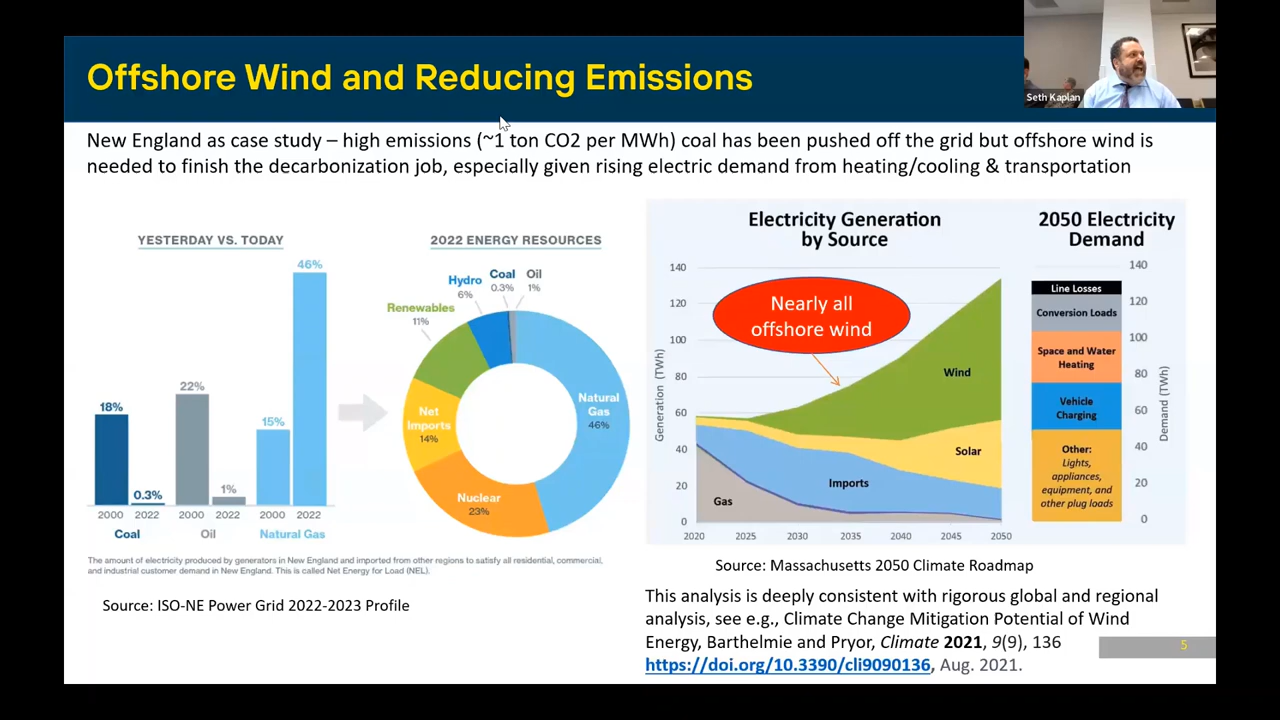 Offshore Wind and Reducing Emissions
Seth Kaplan
New England as case study – high emissions (~1 ton CO2 per MWh) coal has been pushed off the grid but offshore wind is
needed to finish the decarbonization job, especially given rising electric demand from heating/cooling & transportation
YESTERDAY VS. TODAY
46%
22%
18%
15%
0.3%
1%
2000 2022 2000 2022 2000 2022
Coal Oil Natural Gas
2022 ENERGY RESOURCES
Coal
0.3%
Oil
1%
Hydro
6%
Renewables
11%
Natural
Gas
46%
Net
Imports
14%
Nuclear
23%
The amount of electricity produced by generators in New England and imported from other regions to satisfy all residential, commercial,
and industrial customer demand in New England. This is called Net Energy for Load (NEL).
Source: ISO-NE Power Grid 2022-2023 Profile
Electricity Generation
by Source
Generation (TWh)
140
120
100
80
60
40
20
0
Nearly all
offshore wind
Wind
Solar
Imports
Gas
2020 2025 2030 2035 2040 2045 2050
2050 Electricity
Demand
Line Losses
Conversion Loads
Space and Water
Heating
Vehicle
Charging
Other:
Lights,
appliances,
equipment, and
other plug loads
140
120
100
80
60
40
20
0
Demand (TWh)
Source: Massachusetts 2050 Climate Roadmap
This analysis is deeply consistent with rigorous global and regional
analysis, see e.g., Climate Change Mitigation Potential of Wind
Energy, Barthelmie and Pryor, Climate 2021, 9(9), 136
https://doi.org/10.3390/cli9090136, Aug. 2021.
5